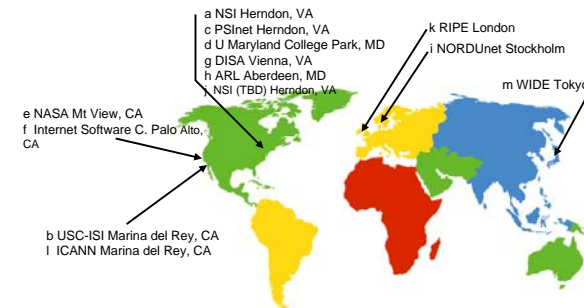 a NSI Herndon, VA
c PSInet Herndon, VA
d U Maryland College Park, MD
g DISA Vienna, VA
h ARL Aberdeen, MD
j NSI (TBD) Herndon, VA
k RIPE London
i NORDUnet Stockholm
m WIDE Tokyo
e NASA Mt View, CA
f Internet Software C. Palo Alto,
CA
b USC-ISI Marina del Rey, CA
l ICANN Marina del Rey, CA